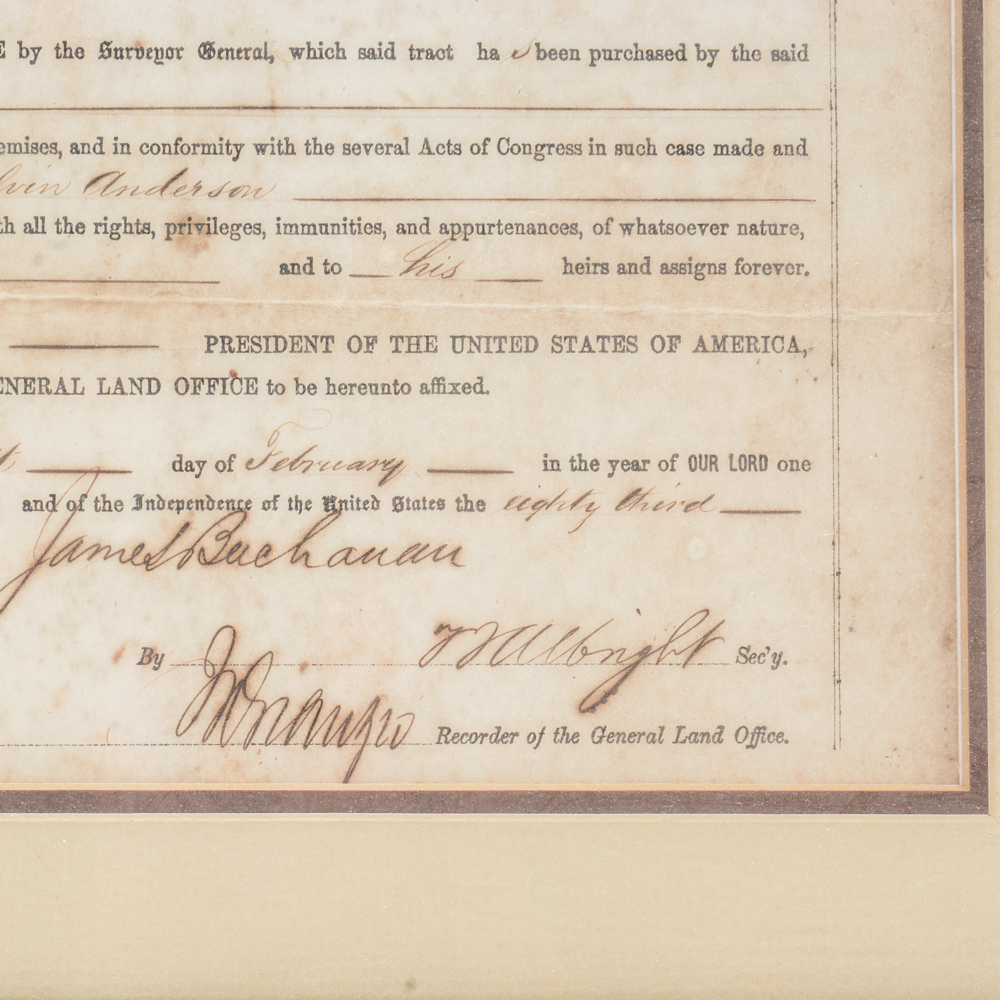 by the Surveyor General, which said tract has been purchased by the said
emises, and in conformity with the several Acts of Congress in such case made and
lvin Anderson
th all the rights, privileges, immunities, and appurtenances, of whatsoever nature,
and to his heirs and assigns forever.
PRESIDENT OF THE UNITED STATES OF AMERICA,
ENERAL LAND OFFICE to be hereunto affixed.
day of February in the year of OUR LORD one
and of the Independence of the United States the eighty third
James Buchanan
By Albright Sec'y.
Recorder of the General Land Office.